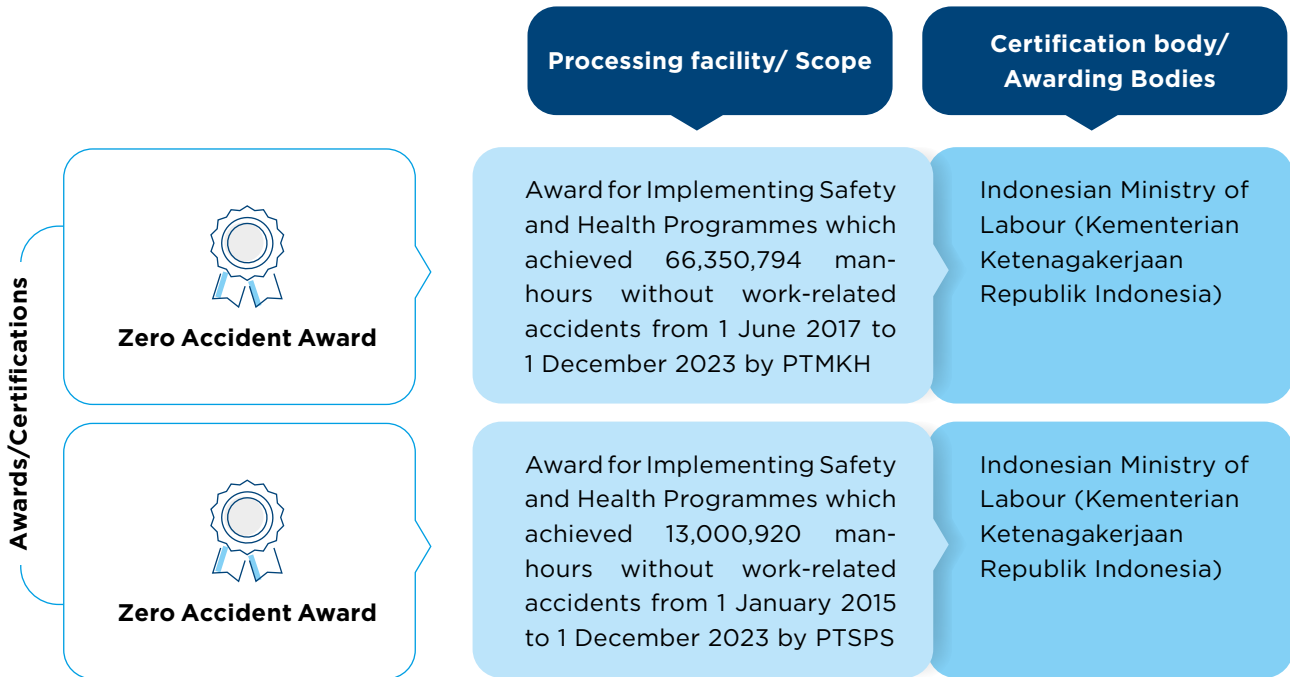 Processing facility/ Scope
Certification body/
Awarding Bodies
Awards/Certifications
Zero Accident Award
Award for Implementing Safety
and Health Programmes which
achieved 66,350,794 man-
hours without work-related
accidents from 1 June 2017 to
1 December 2023 by PTMKH
Indonesian Ministry of
Labour (Kementerian
Ketenagakerjaan
Republik Indonesia)
Zero Accident Award
Award for Implementing Safety
and Health Programmes which
achieved 13,000,920 man-
hours without work-related
accidents from 1 January 2015
to 1 December 2023 by PTSPS
Indonesian Ministry of
Labour (Kementerian
Ketenagakerjaan
Republik Indonesia)